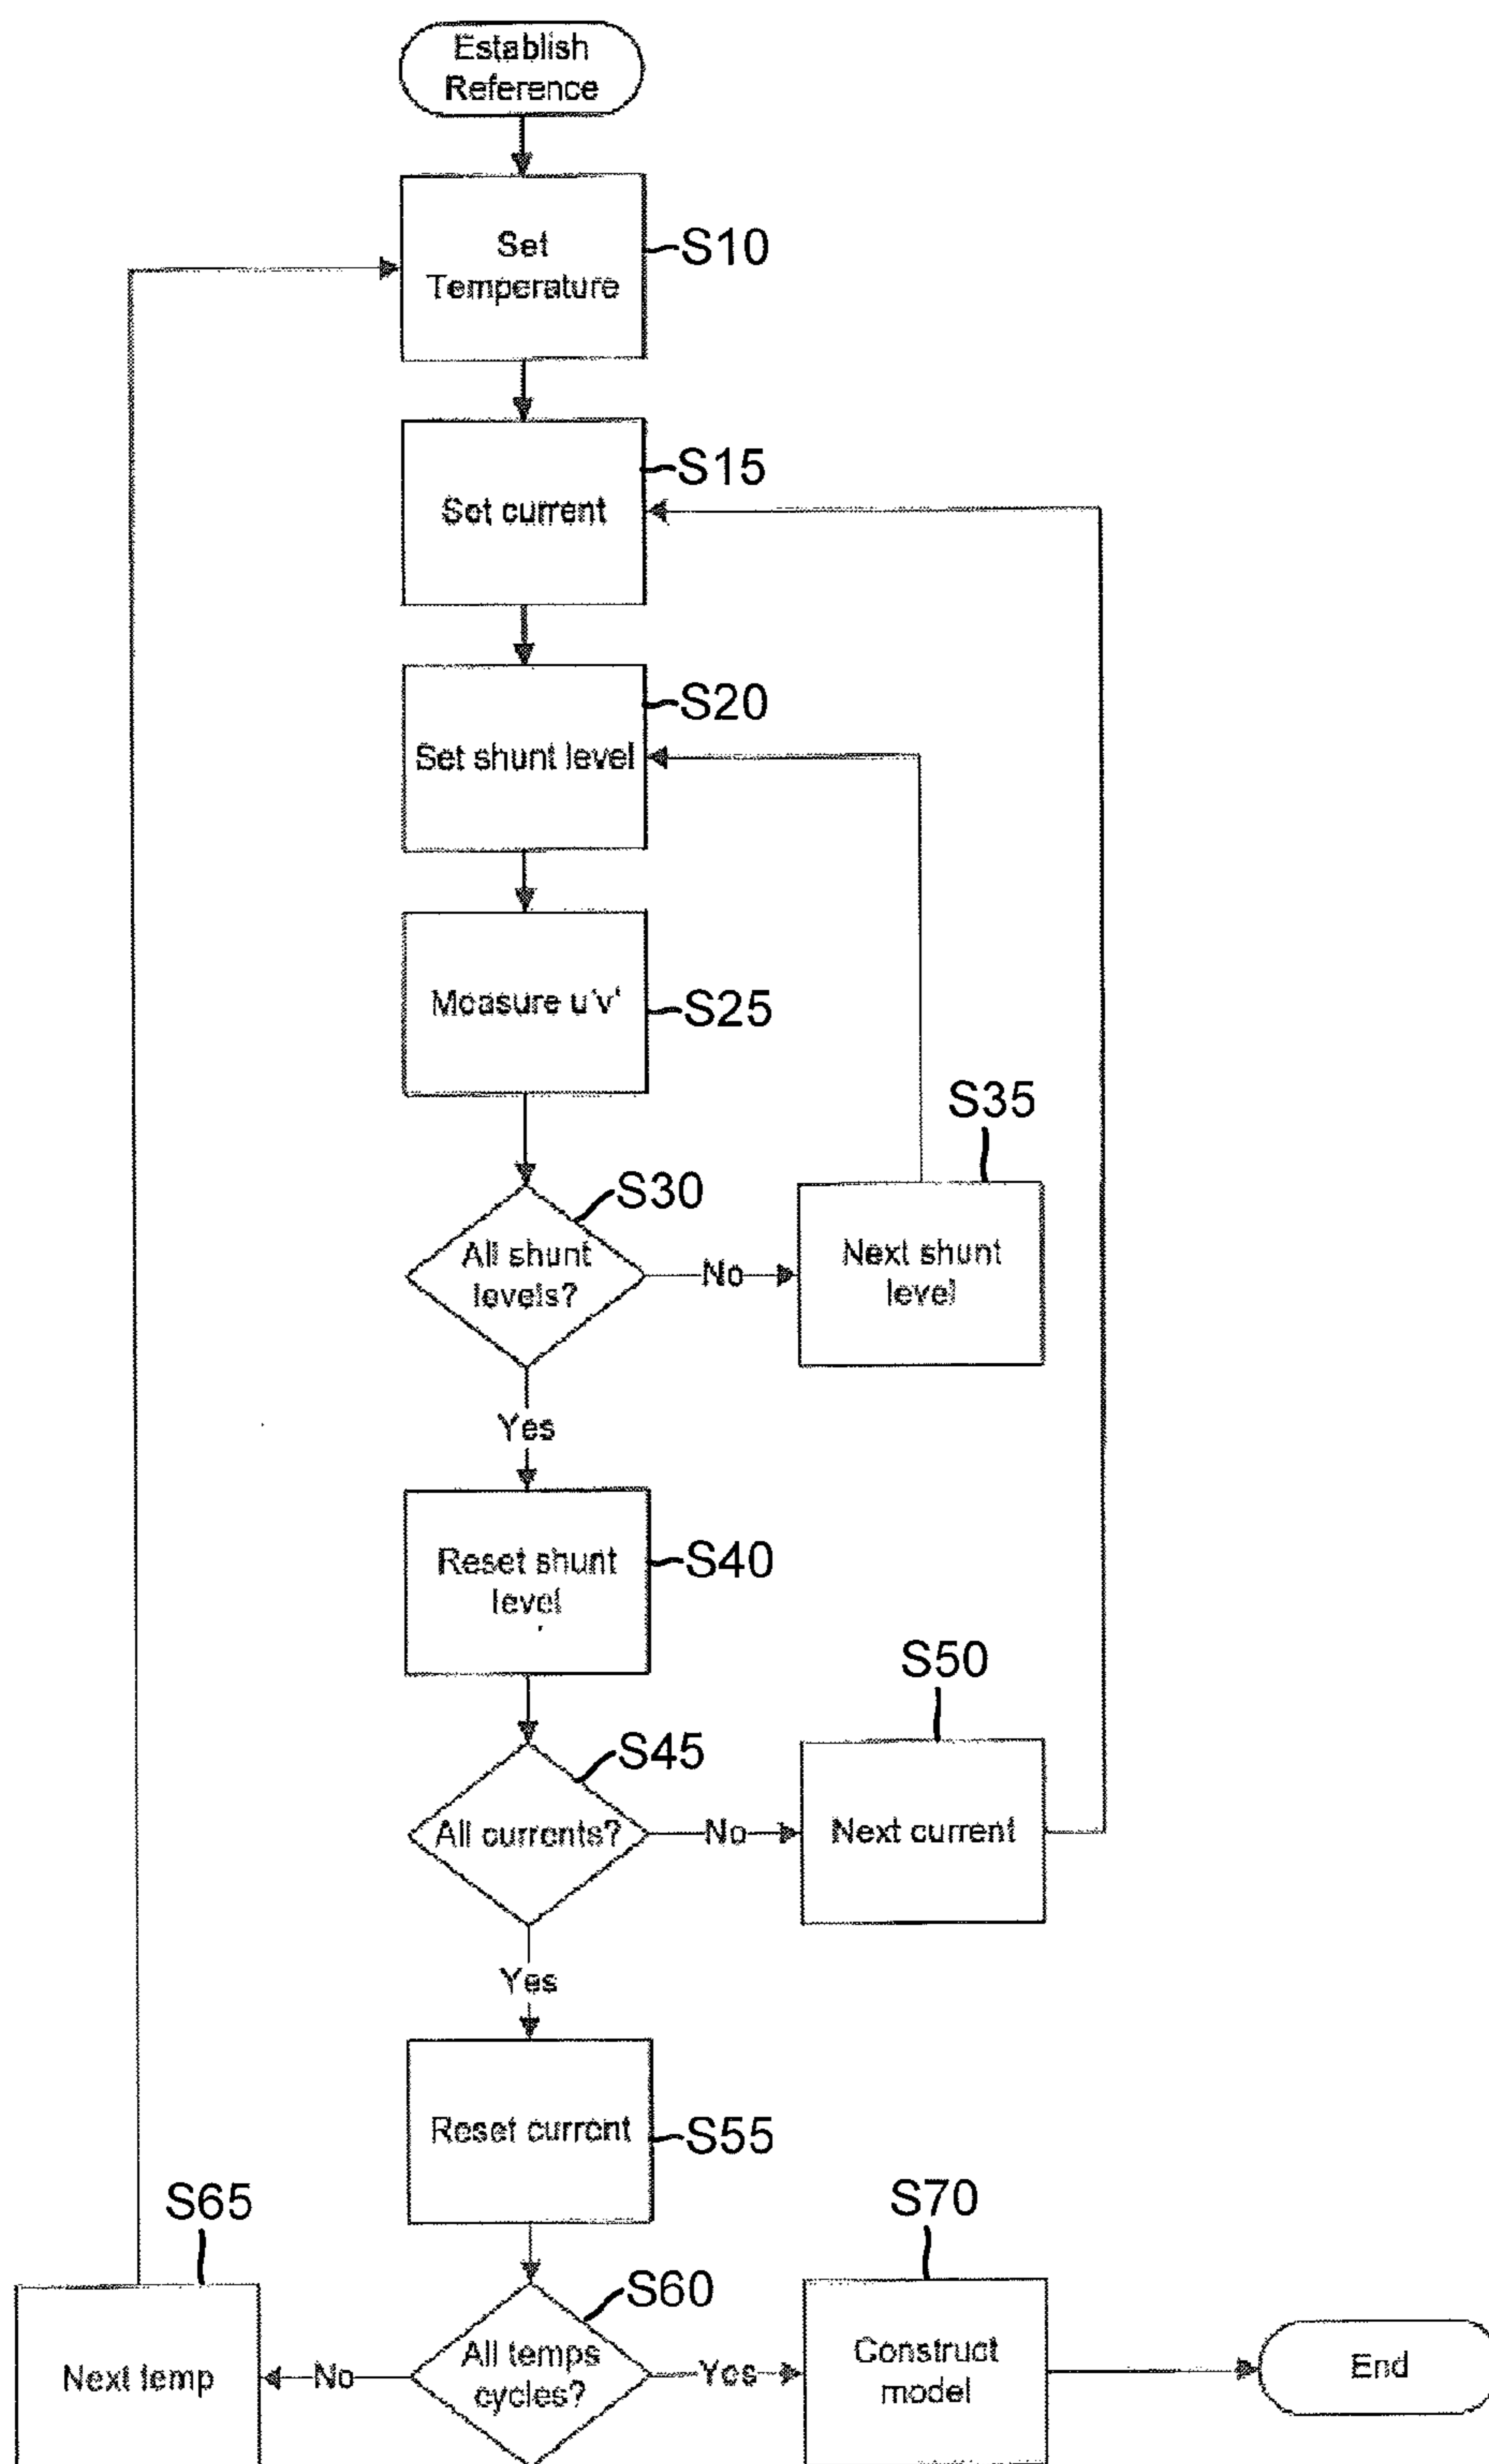 Establish
Reference
Set
Temperature
S10
Set current
S15
Set shunt level
S20
Measure u'v'
S25
All shunt
levels?
S30
No
Next shunt
level
S35
Yes
Reset shunt
level
S40
All currents?
S45
No
Next current
S50
Yes
Reset current
S55
All temps
cycles?
S60
No
Next temp
S65
Yes
Construct
model
S70
End